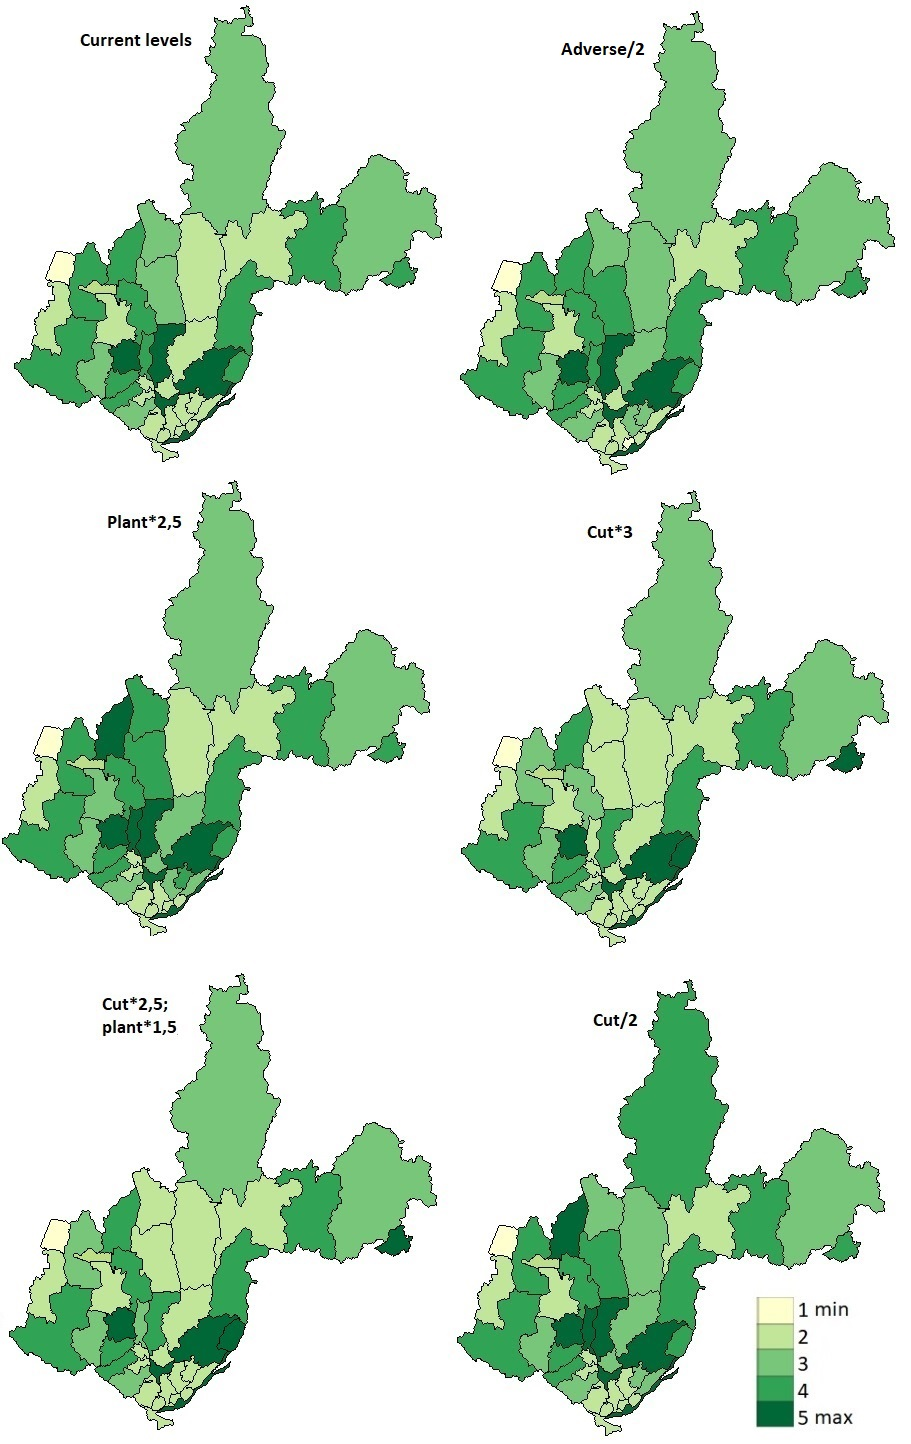 Current levels
Adverse/2
Plant*2,5
Cut*3
Cut*2,5;
plant*1,5
Cut/2
1 min
2
3
4
5 max